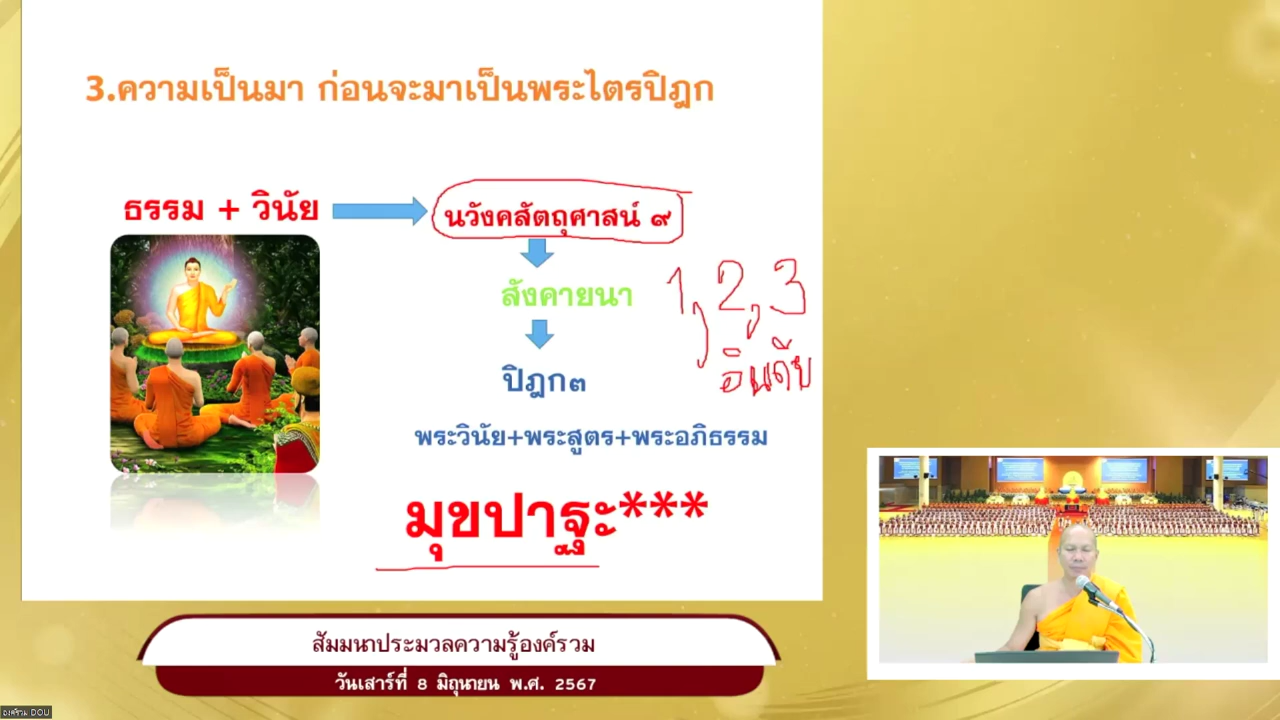 3.ความเป็นมา ก่อนจะมาเป็นพระไตรปิฎก
ธรรม + วินัย
นวังคสัตถุศาสน์ ๙
สังคายนา
1, 2, 3
อินเดีย
ปิฎก๓
พระวินัย+พระสูตร+พระอภิธรรม
มุขปาฐะ***
สัมมนาประมวลความรู้องค์รวม
วันเสาร์ที่ 8 มิถุนายน พ.ศ. 2567
องค์รวม DOU